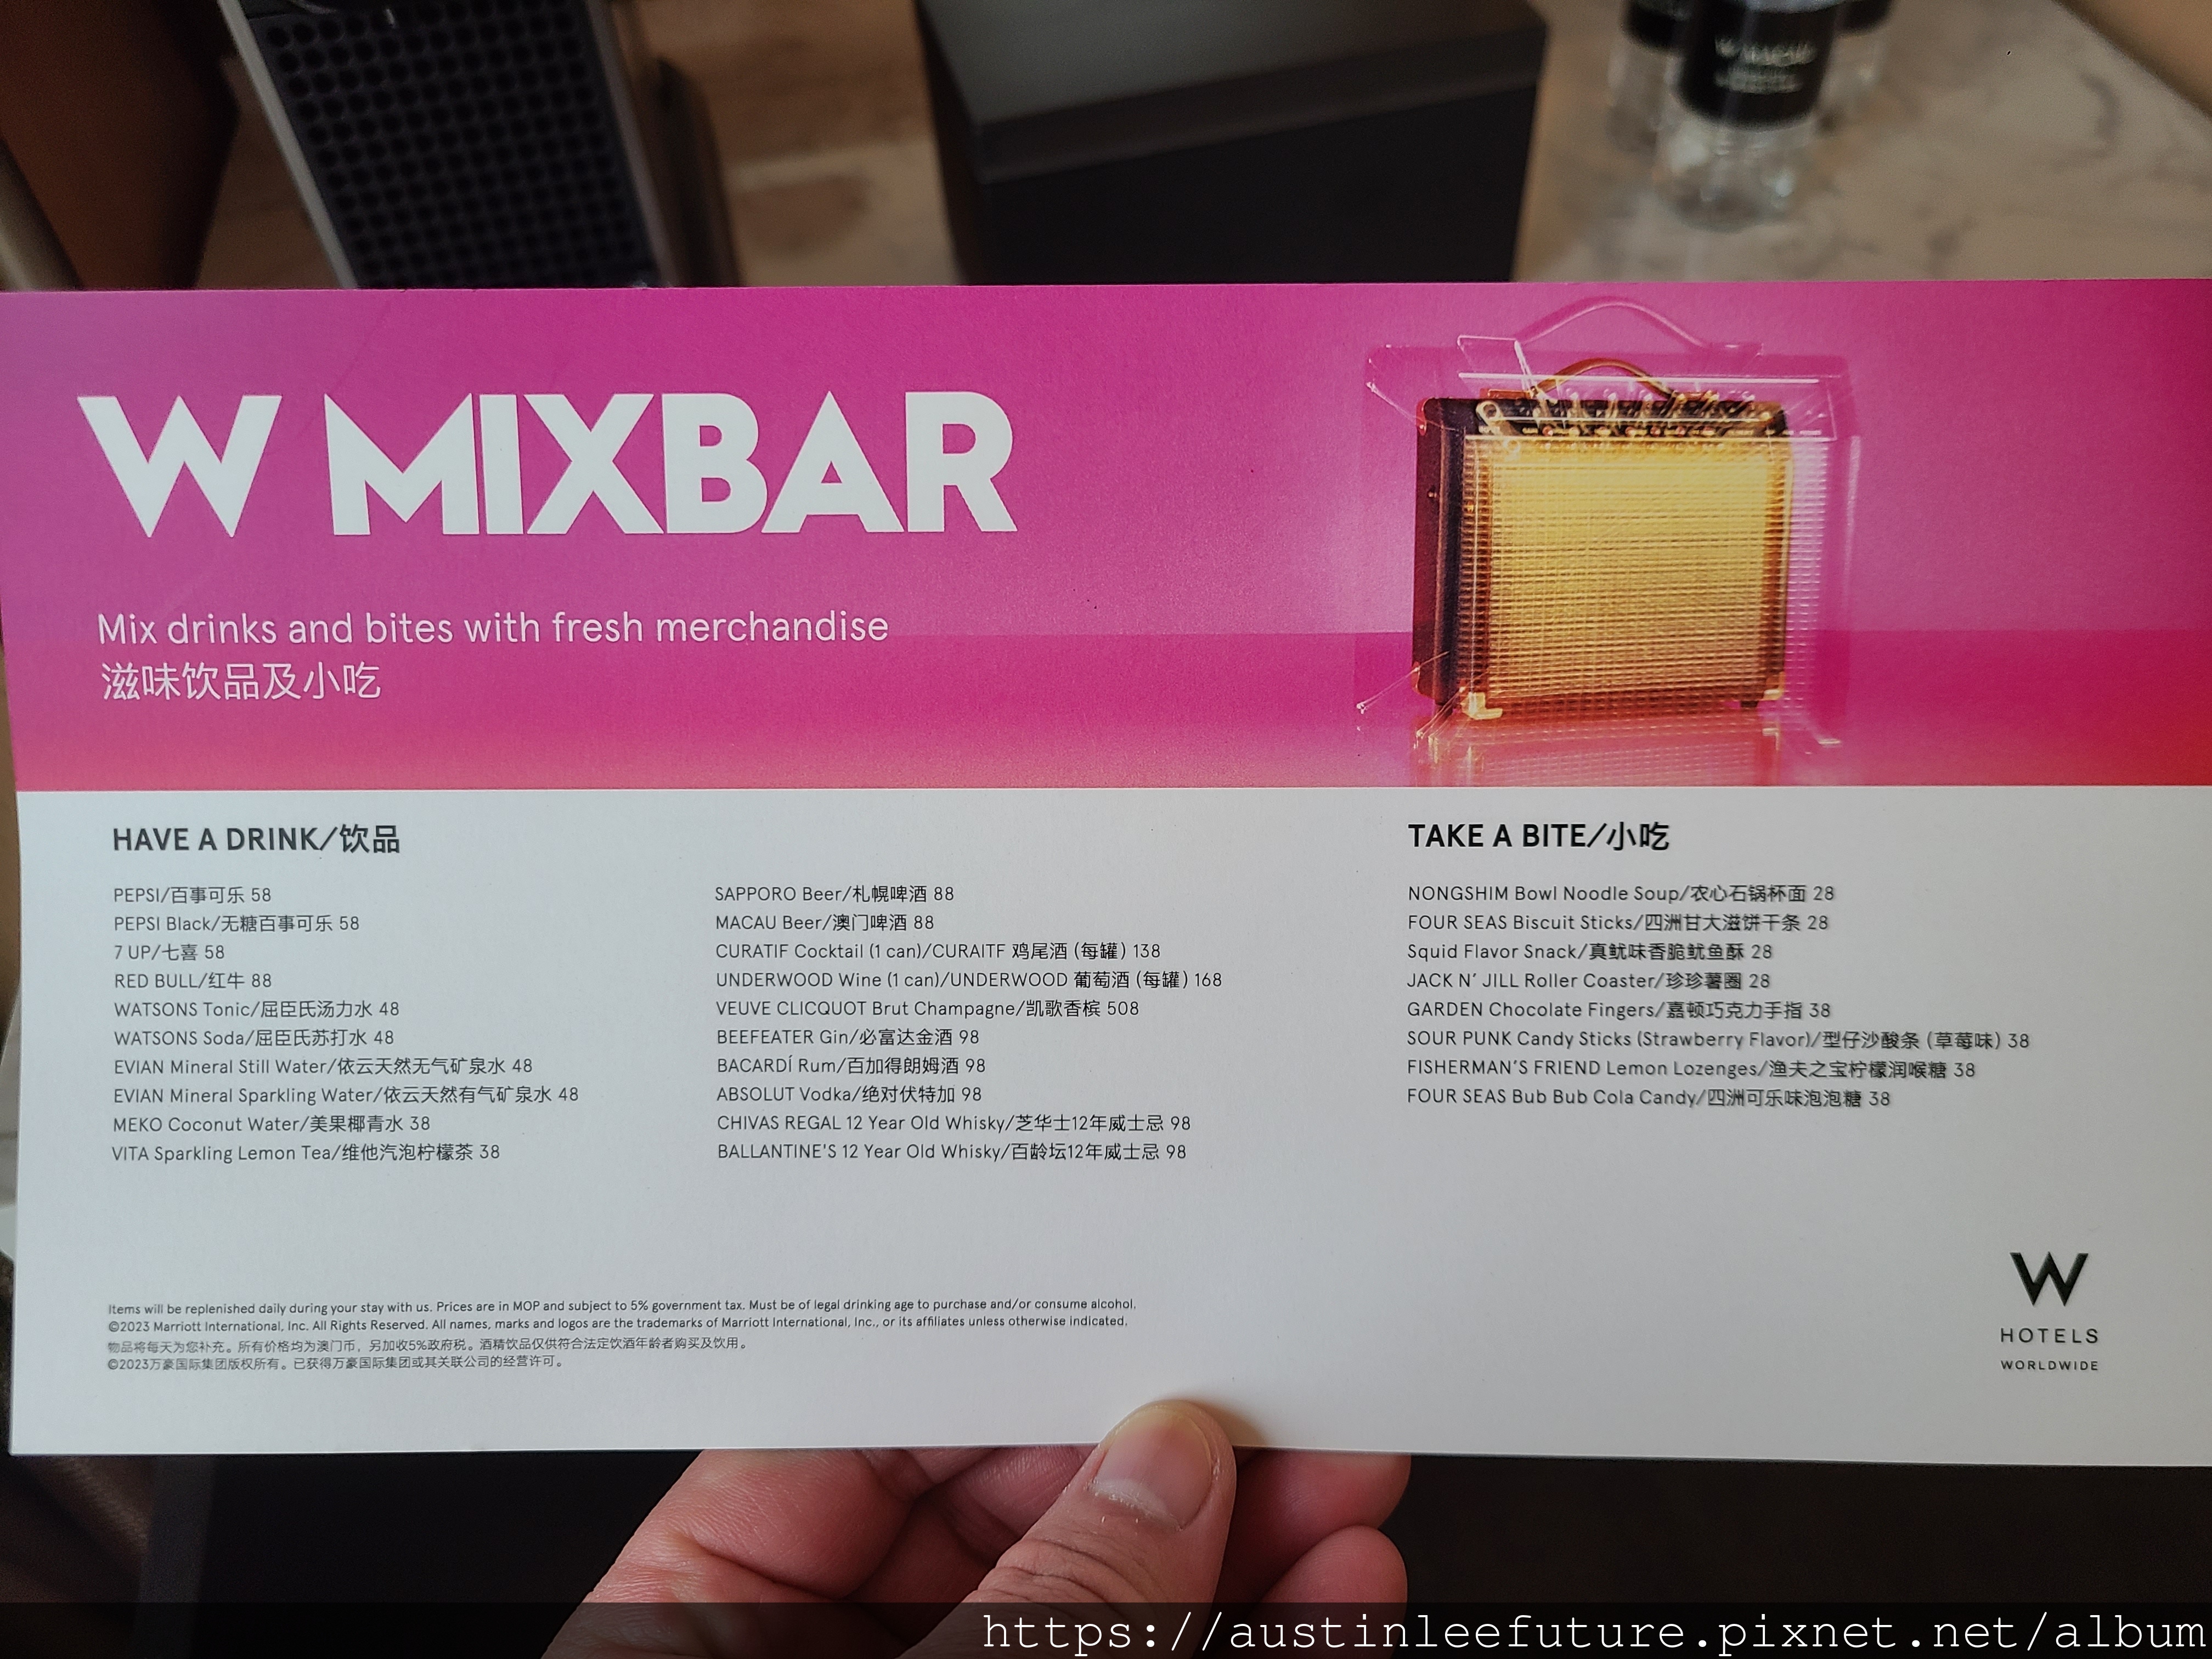 W MIXBAR
Mix drinks and bites with fresh merchandise
滋味饮品及小吃
HAVE A DRINK/饮品
PEPSI/百事可乐 58
PEPSI Black/无糖百事可乐 58
7 UP/七喜 58
RED BULL/红牛 88
WATSONS Tonic/屈臣氏汤力水 48
WATSONS Soda/屈臣氏苏打水 48
EVIAN Mineral Still Water/依云天然无气矿泉水 48
EVIAN Mineral Sparkling Water/依云天然有气矿泉水 48
MEKO Coconut Water/美果椰青水 38
VITA Sparkling Lemon Tea/维他汽泡柠檬茶 38
SAPPORO Beer/札幌啤酒 88
MACAU Beer/澳门啤酒 88
CURATIF Cocktail (1 can)/CURAITF 鸡尾酒 (每罐) 138
UNDERWOOD Wine (1 can)/UNDERWOOD 葡萄酒 (每罐) 168
VEUVE CLICQUOT Brut Champagne/凯歌香槟 508
BEEFEATER Gin/必富达金酒 98
BACARDÍ Rum/百加得朗姆酒 98
ABSOLUT Vodka/绝对伏特加 98
CHIVAS REGAL 12 Year Old Whisky/芝华士12年威士忌 98
BALLANTINE'S 12 Year Old Whisky/百龄坛12年威士忌 98
TAKE A BITE/小吃
NONGSHIM Bowl Noodle Soup/农心石锅杯面 28
FOUR SEAS Biscuit Sticks/四洲甘大滋饼干条 28
Squid Flavor Snack/真鱿味香脆鱿鱼酥 28
JACK N' JILL Roller Coaster/珍珍薯圈 28
GARDEN Chocolate Fingers/嘉顿巧克力手指 38
SOUR PUNK Candy Sticks (Strawberry Flavor)/型仔沙酸条 (草莓味) 38
FISHERMAN'S FRIEND Lemon Lozenges/渔夫之宝柠檬润喉糖 38
FOUR SEAS Bub Bub Cola Candy/四洲可乐味泡泡糖 38
Items will be replenished daily during your stay with us. Prices are in MOP and subject to 5% government tax. Must be of legal drinking age to purchase and/or consume alcohol.
©2023 Marriott International, Inc. All Rights Reserved. All names, marks and logos are the trademarks of Marriott International, Inc., or its affiliates unless otherwise indicated.
物品将每天为您补充。所有价格均为澳门币，另加收5%政府税。酒精饮品仅供符合法定饮酒年龄者购买及饮用。
©2023万豪国际集团版权所有。已获得万豪国际集团或其关联公司的经营许可。
W
HOTELS
WORLDWIDE
https://austinleefuture.pixnet.net/album